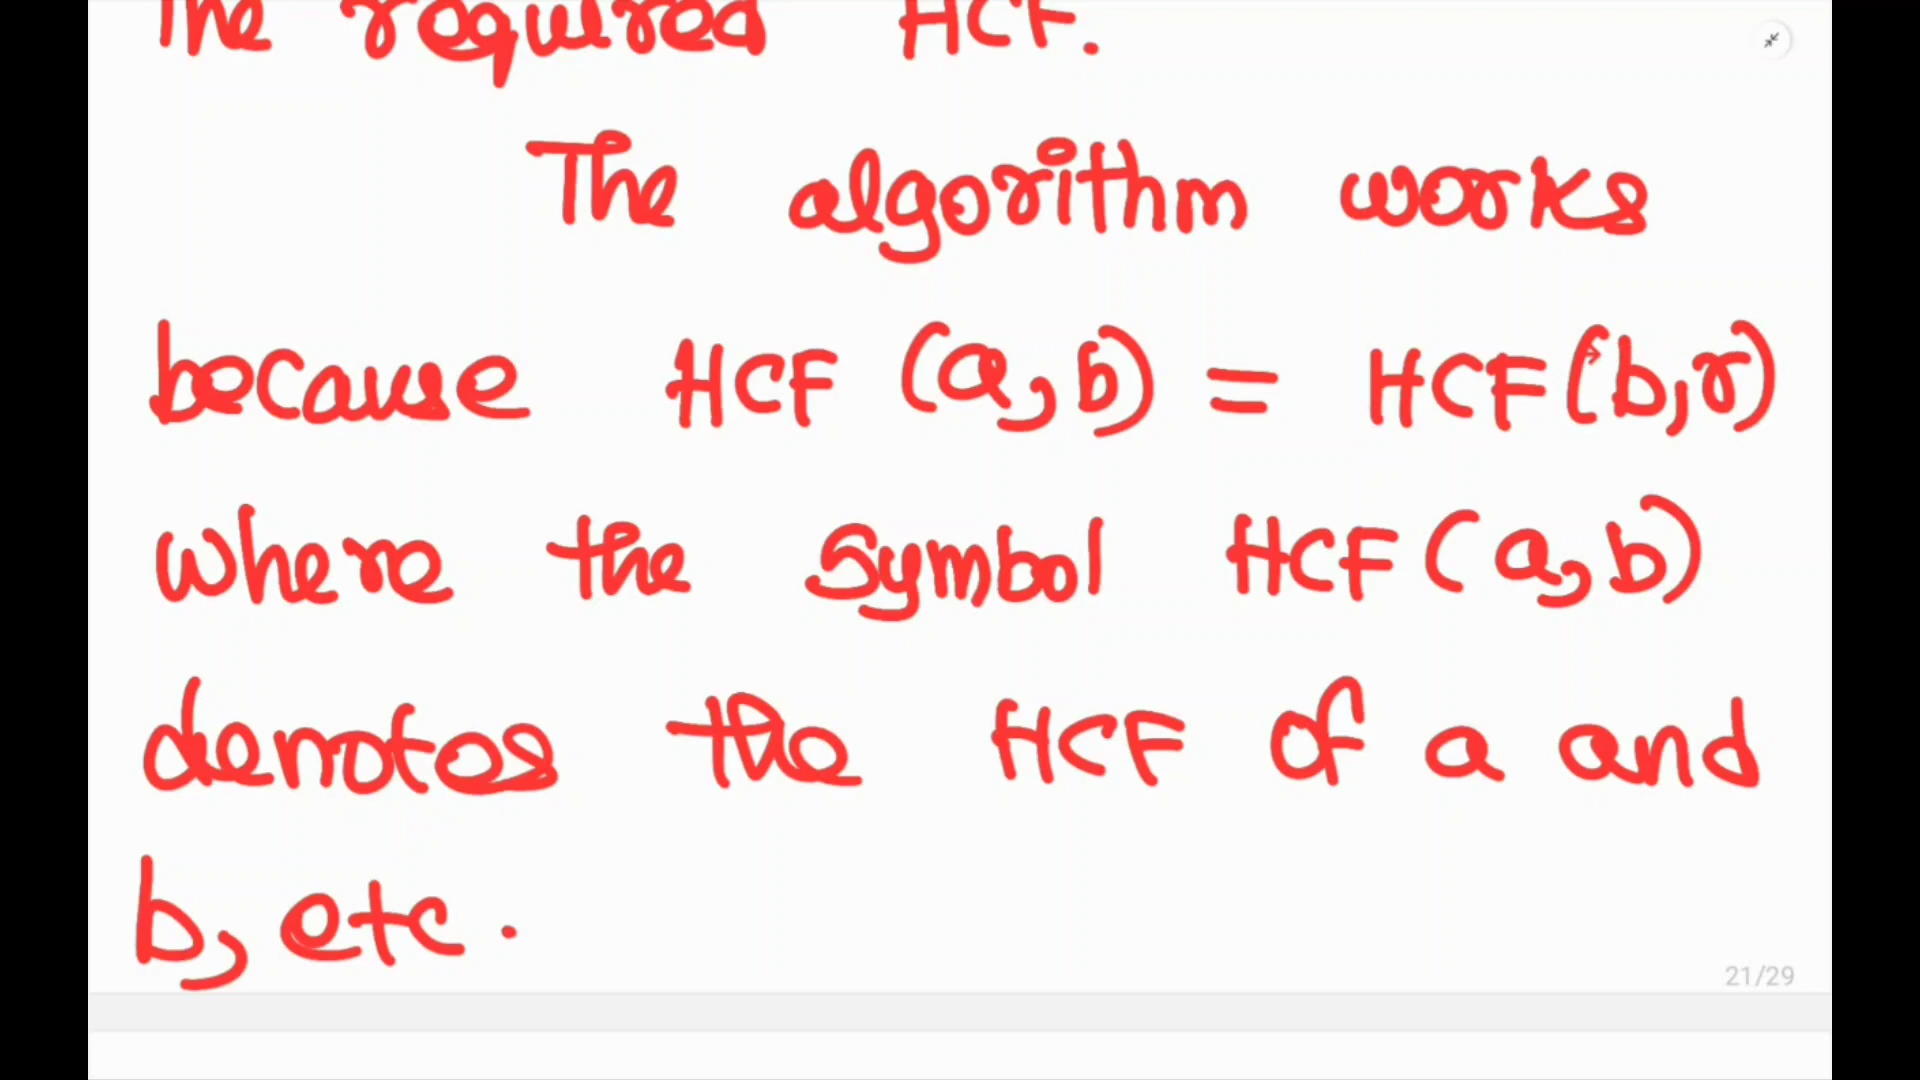 the required HCF.
The algorithm works
because HCF (a,b) = HCF(b,r)
where the symbol HCF(a,b)
denotes the HCF of a and
b, etc.
21/29